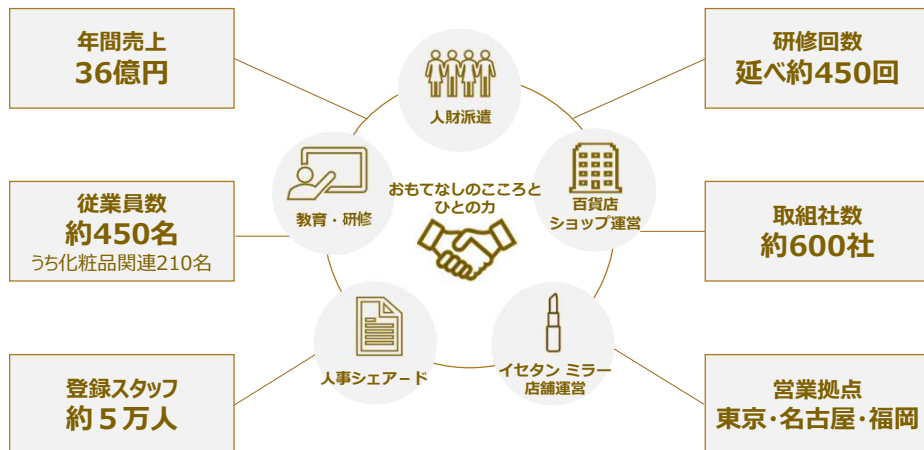 年間売上
36億円
研修回数
延べ約450回
人財派遣
おもてなしのこころと
ひとの力
教育・研修
百貨店
ショップ運営
従業員数
約450名
うち化粧品関連210名
取組社数
約600社
人事シェアード
イセタン ミラー
店舗運営
登録スタッフ
約５万人
営業拠点
東京・名古屋・福岡